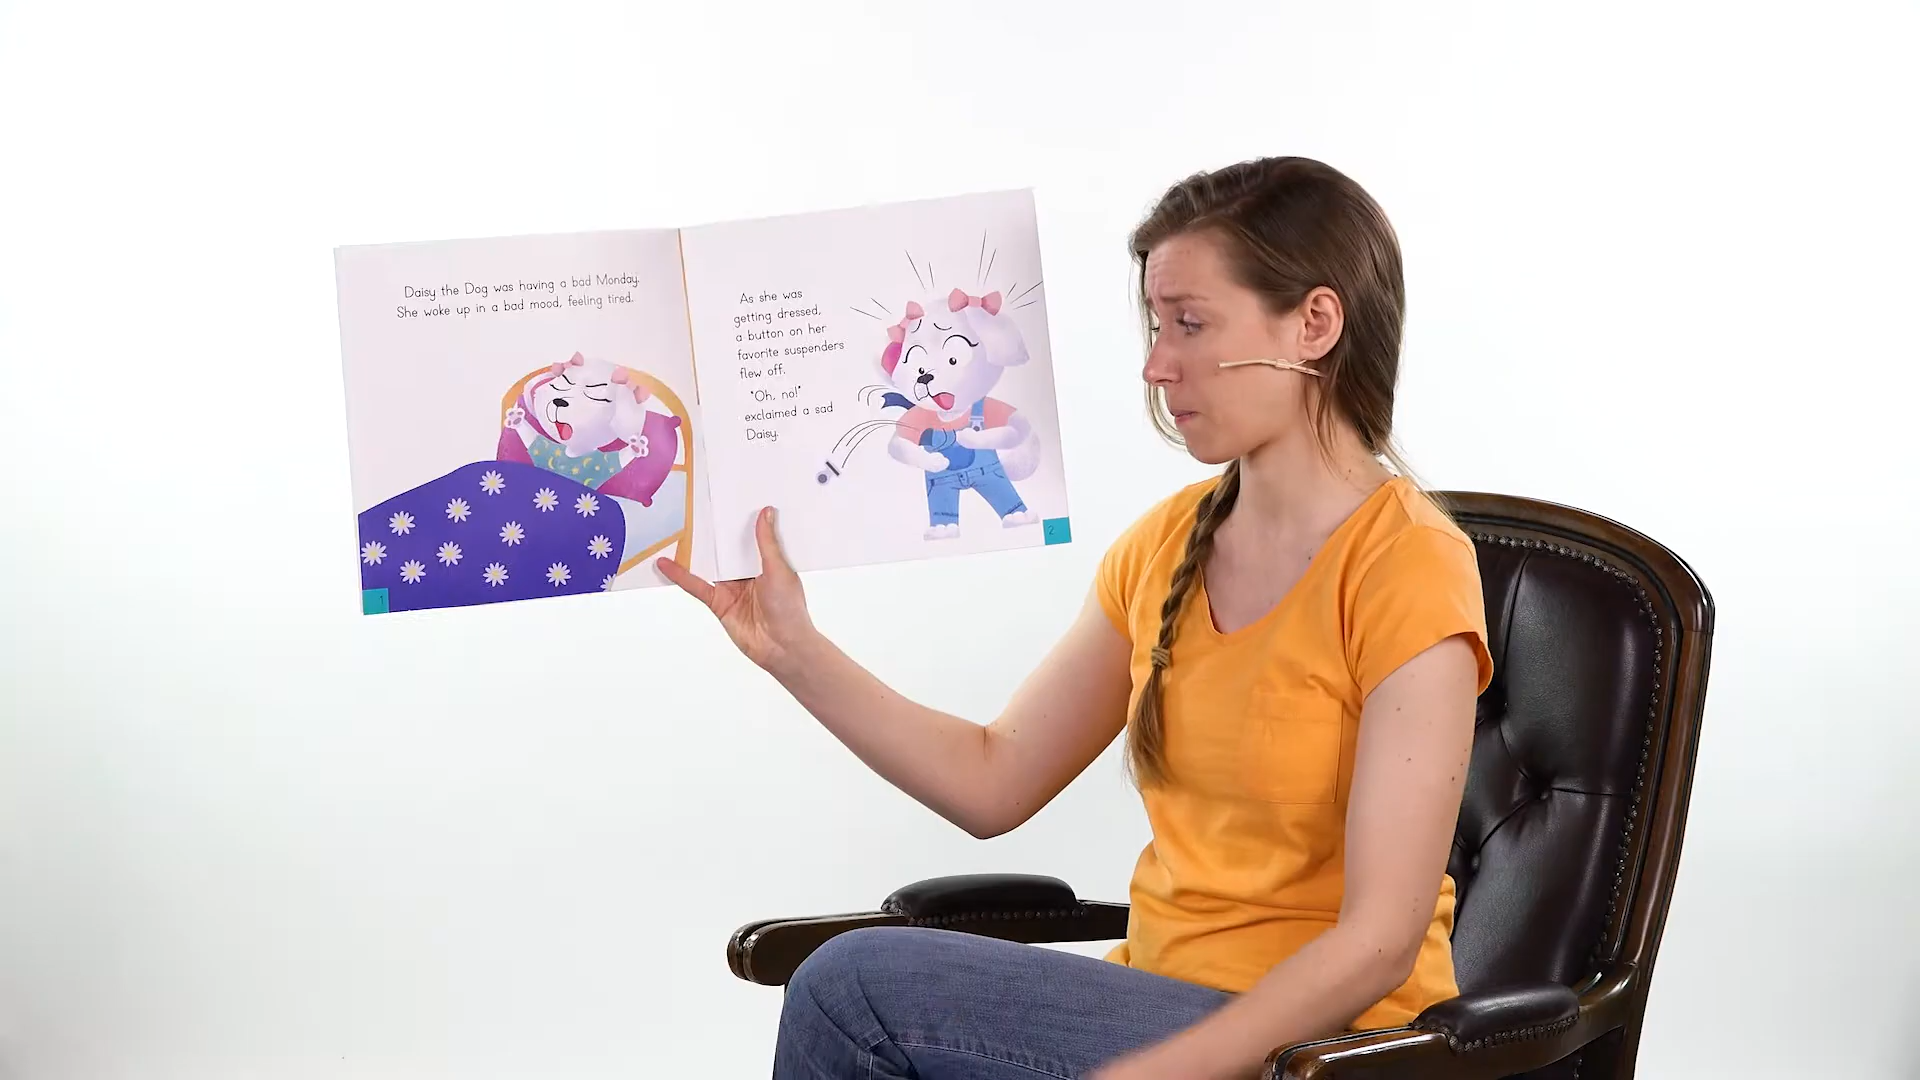 Daisy the Dog was having a bad Monday.
She woke up in a bad mood, feeling tired.
1
As she was
getting dressed,
a button on her
favorite suspenders
flew off.
"Oh, no!"
exclaimed a sad
Daisy.
2